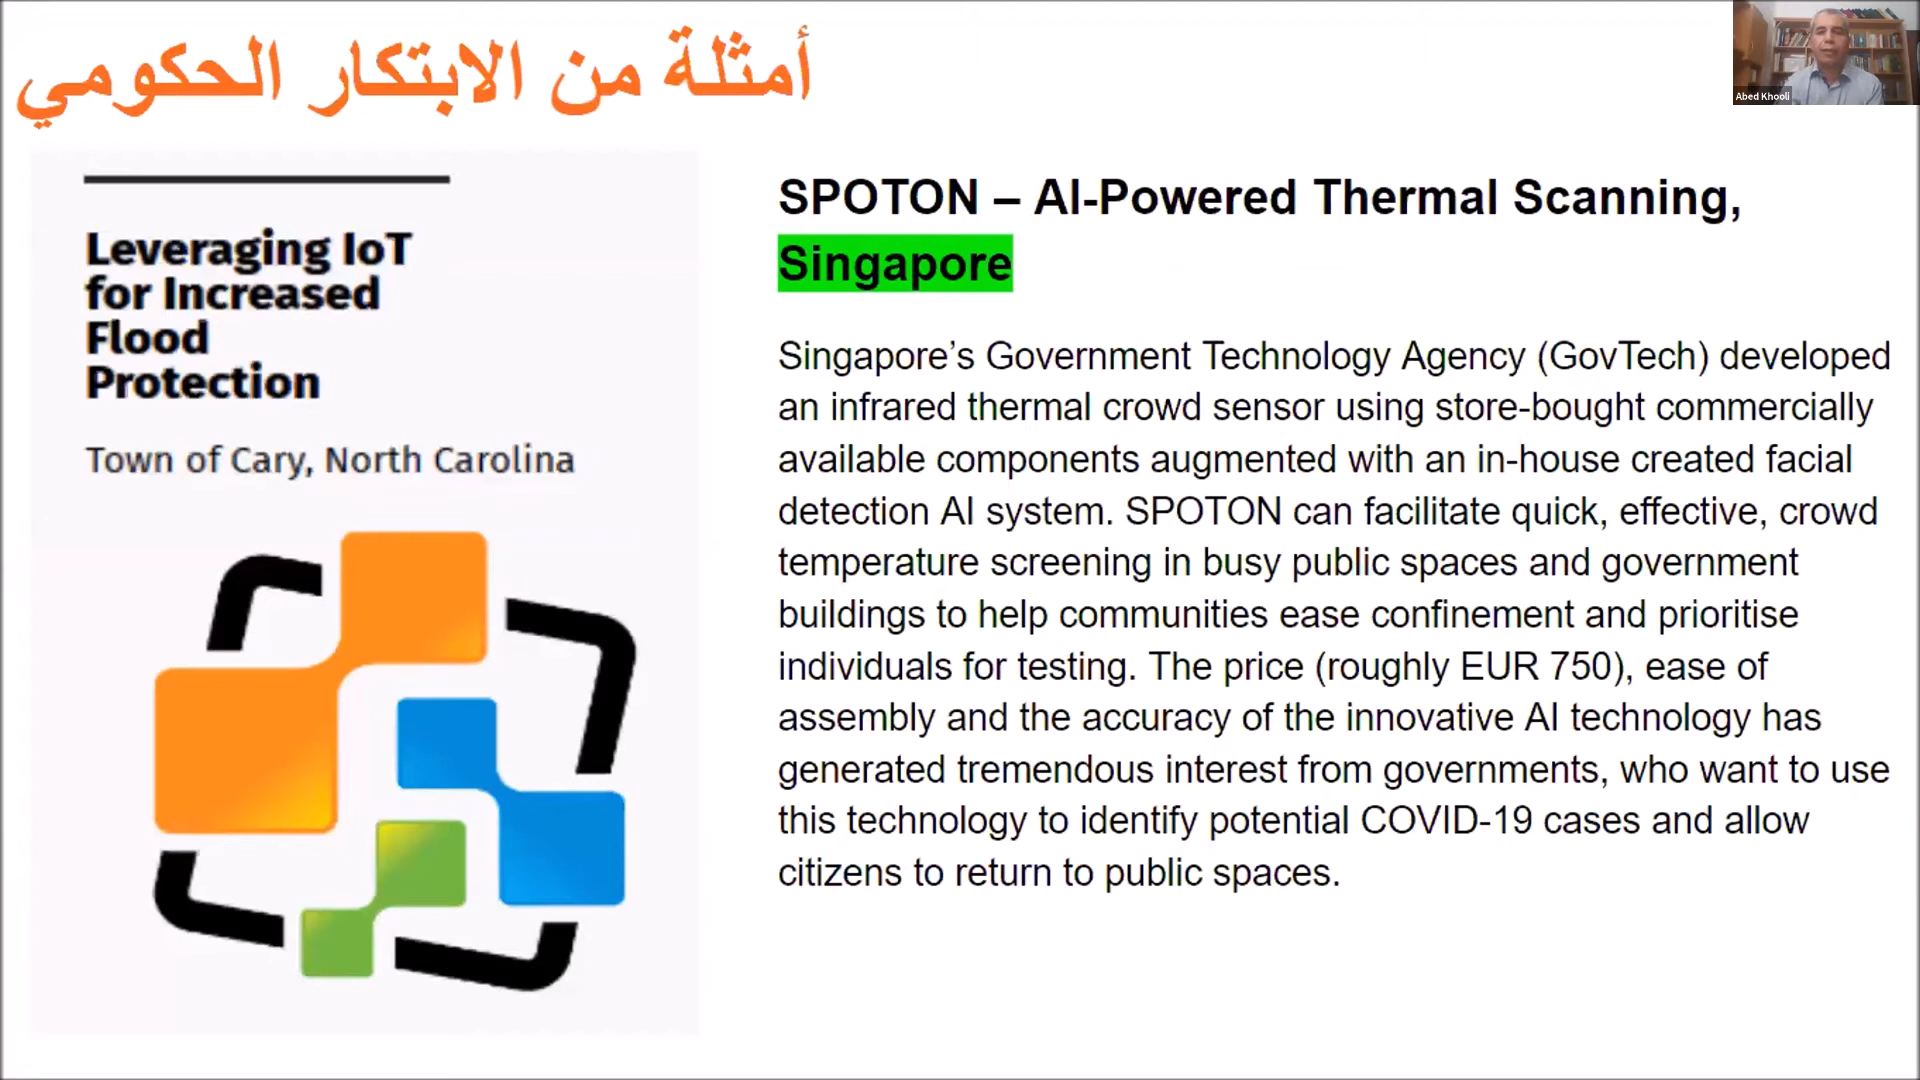 أمثلة من الابتكار الحكومي
Abed Khooli
Leveraging IoT
for Increased
Flood
Protection
Town of Cary, North Carolina
SPOTON – AI-Powered Thermal Scanning,
Singapore
Singapore’s Government Technology Agency (GovTech) developed
an infrared thermal crowd sensor using store-bought commercially
available components augmented with an in-house created facial
detection AI system. SPOTON can facilitate quick, effective, crowd
temperature screening in busy public spaces and government
buildings to help communities ease confinement and prioritise
individuals for testing. The price (roughly EUR 750), ease of
assembly and the accuracy of the innovative AI technology has
generated tremendous interest from governments, who want to use
this technology to identify potential COVID-19 cases and allow
citizens to return to public spaces.